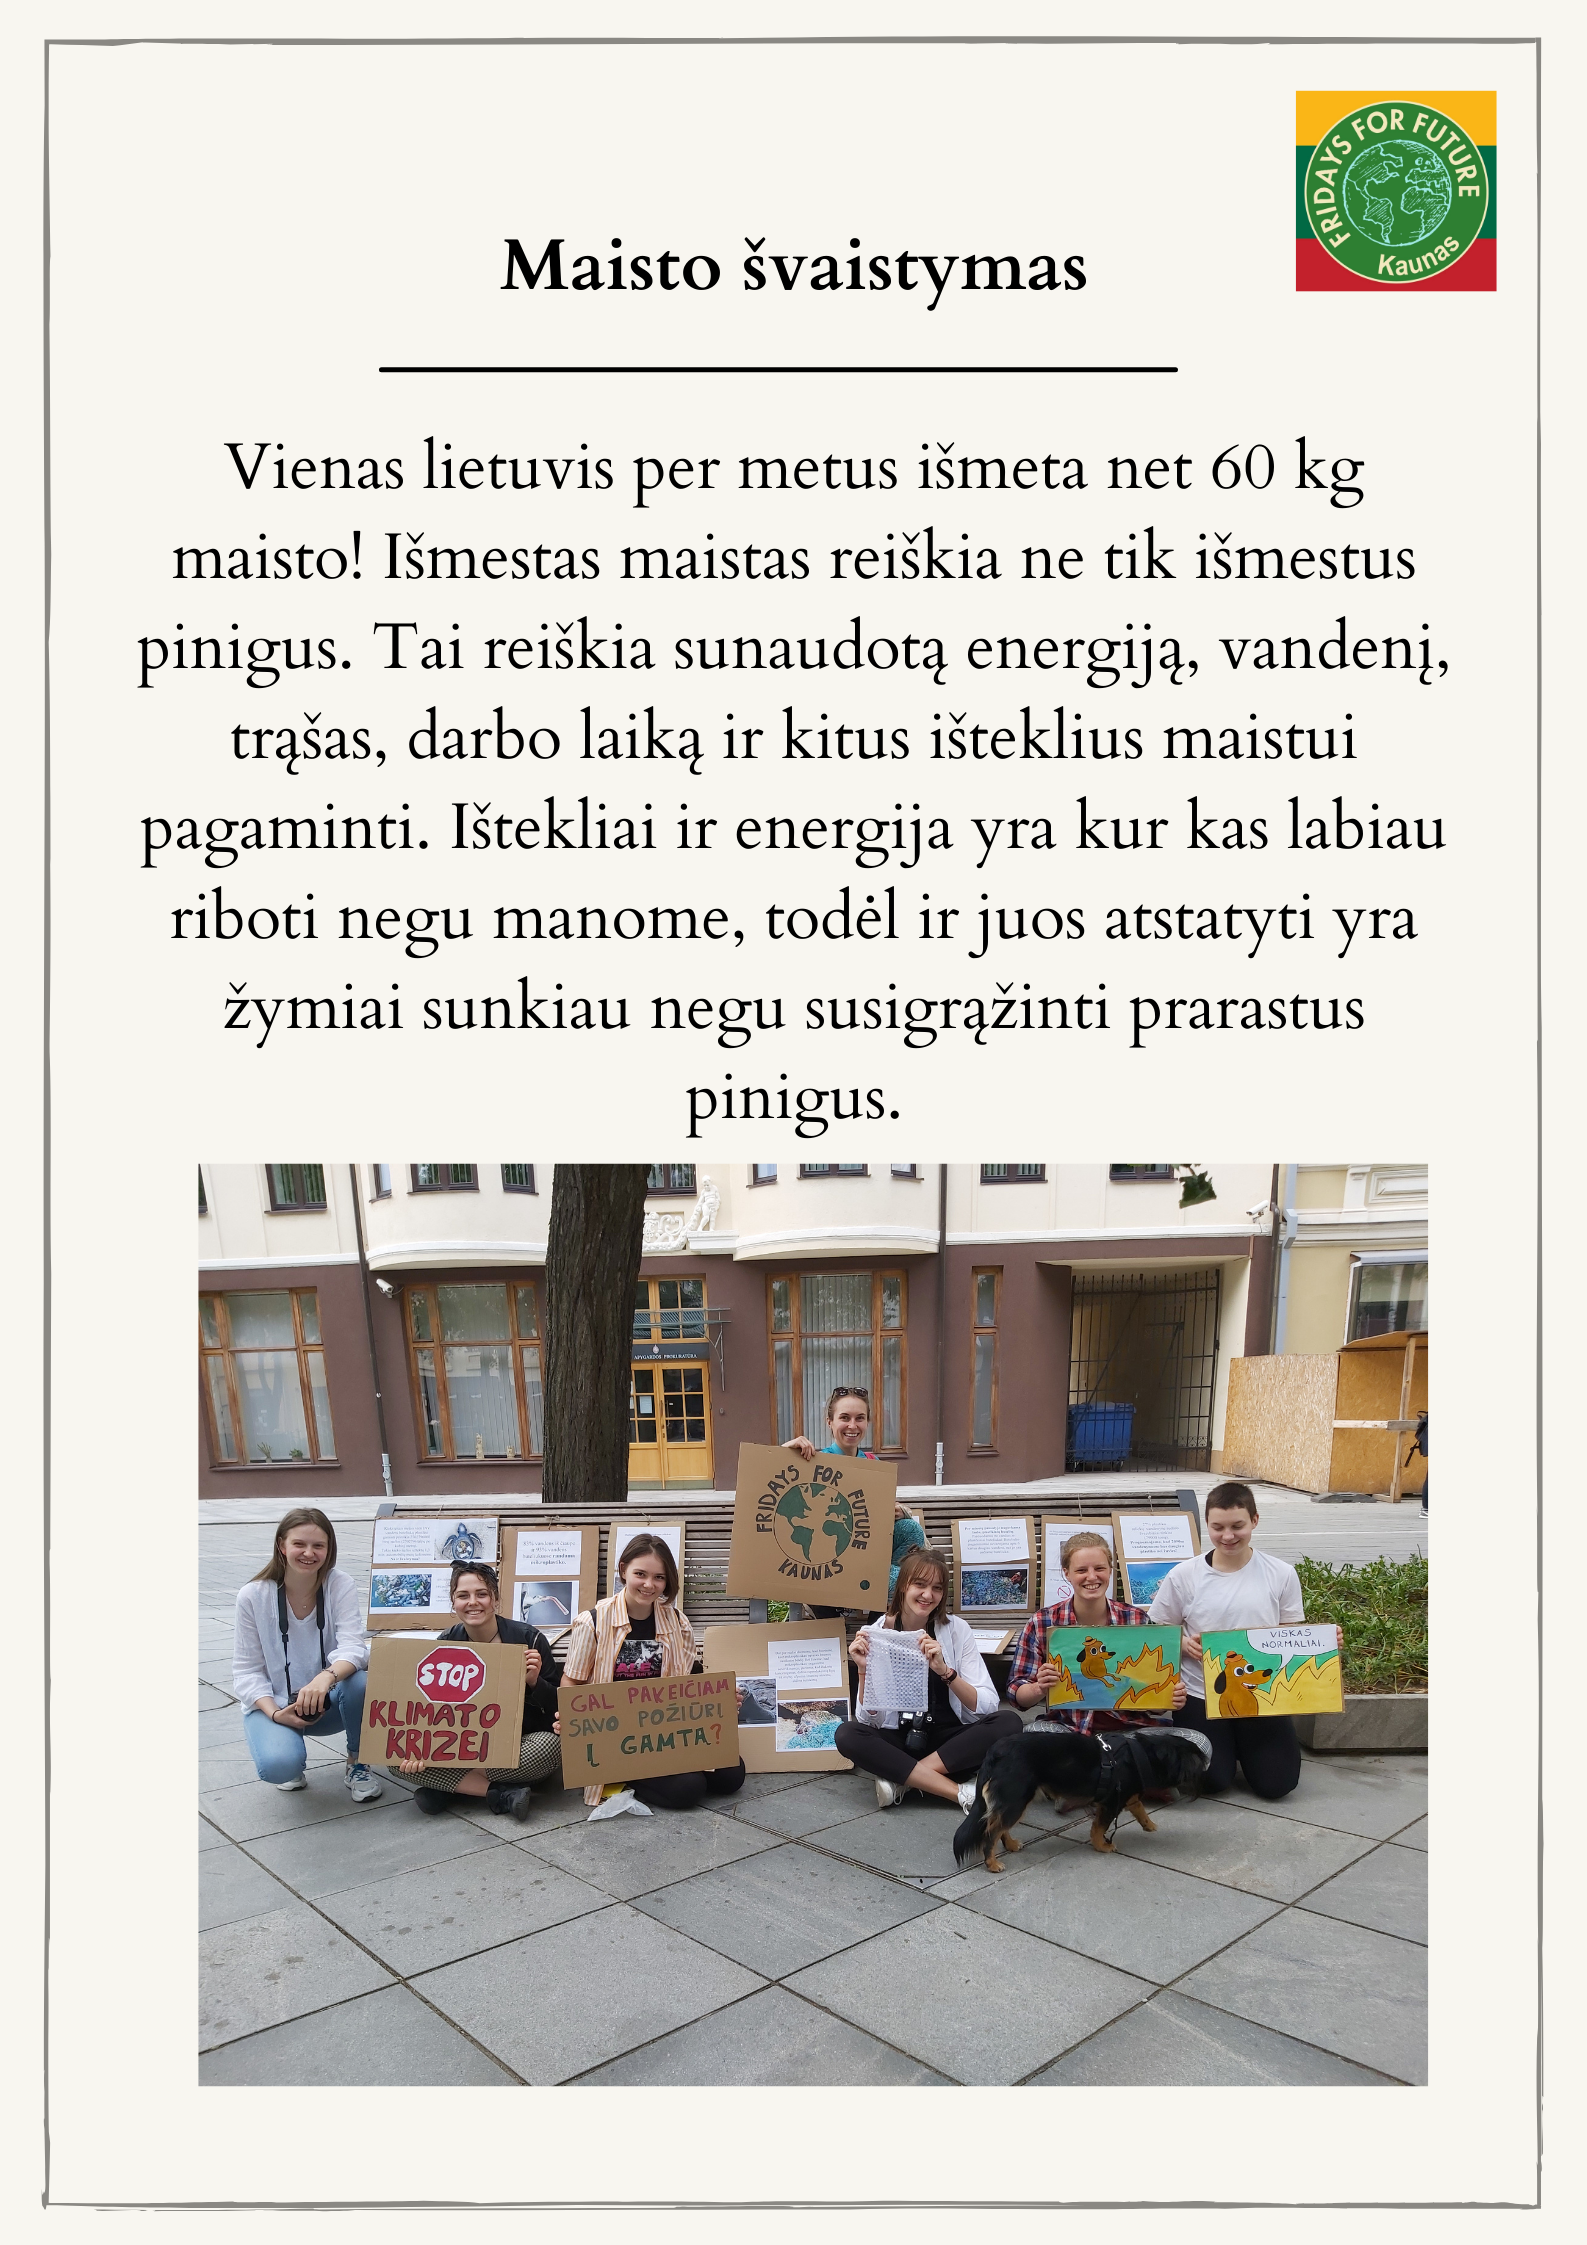 FRIDAYS FOR FUTURE
Kaunas
Maisto švaistymas
Vienas lietuvis per metus išmeta net 60 kg
maisto! Išmestas maistas reiškia ne tik išmestus
pinigus. Tai reiškia sunaudotą energiją, vandenį,
trąšas, darbo laiką ir kitus išteklius maistui
pagaminti. Ištekliai ir energija yra kur kas labiau
riboti negu manome, todėl ir juos atstatyti yra
žymiai sunkiau negu susigrąžinti prarastus
pinigus.
APYGARDOS PROKURATŪRA
FRIDAYS FOR FUTURE
KAUNAS
STOP
KLIMATO
KRIZEI
GAL PAKEIČIAM
SAVO POŽIŪRĮ
Į GAMTĄ?
VISKAS
NORMALIAI.